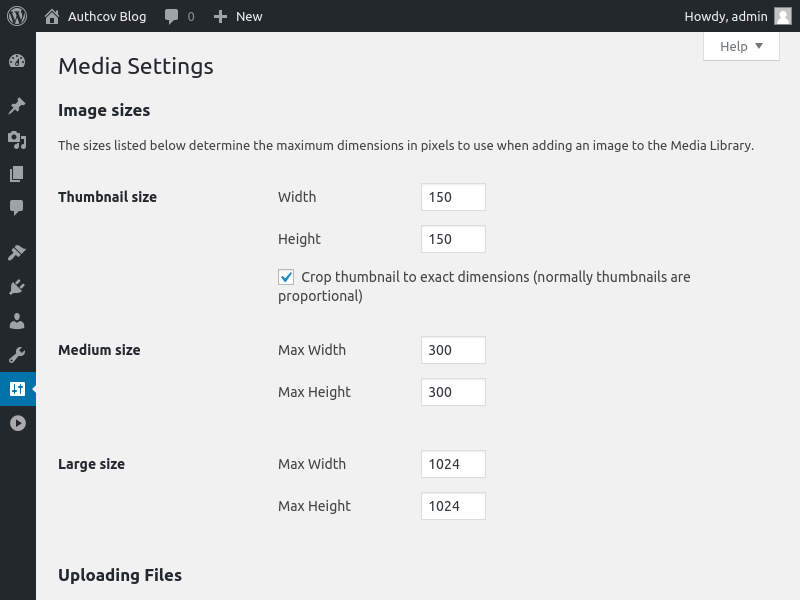 Authcov Blog 0 New Howdy, admin
Help
Media Settings
Image sizes
The sizes listed below determine the maximum dimensions in pixels to use when adding an image to the Media Library.
Thumbnail size Width 150
Height 150
Crop thumbnail to exact dimensions (normally thumbnails are
proportional)
Medium size Max Width 300
Max Height 300
Large size Max Width 1024
Max Height 1024
Uploading Files